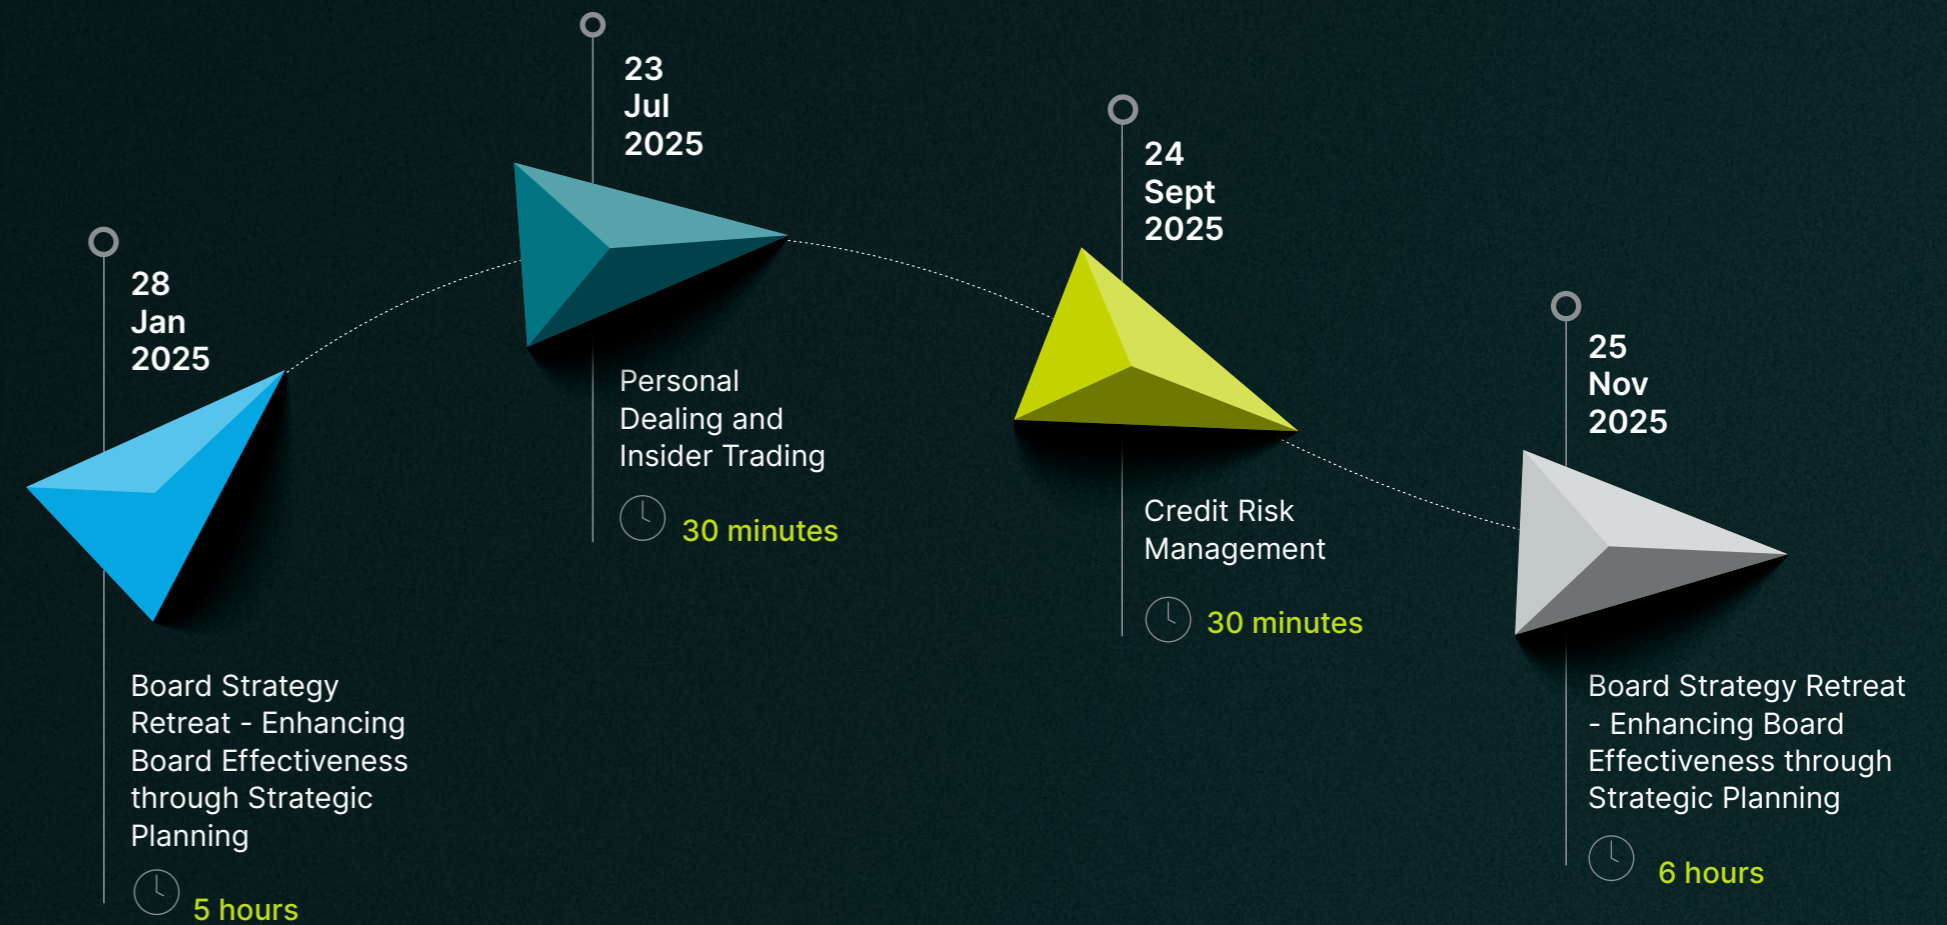 28
Jan
2025
Board Strategy
Retreat - Enhancing
Board Effectiveness
through Strategic
Planning
5 hours
23
Jul
2025
Personal
Dealing and
Insider Trading
30 minutes
24
Sept
2025
Credit Risk
Management
30 minutes
25
Nov
2025
Board Strategy Retreat
- Enhancing Board
Effectiveness through
Strategic Planning
6 hours